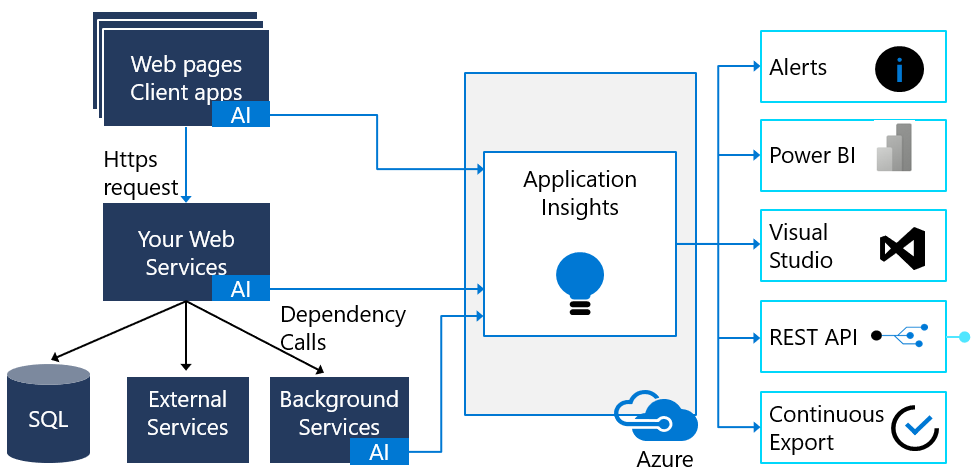 Web pages
Client apps
AI
Https
request
Your Web
Services
AI
Dependency
Calls
SQL
External
Services
Background
Services
AI
Application
Insights
Azure
Alerts
i
Power BI
Visual
Studio
REST API
Continuous
Export